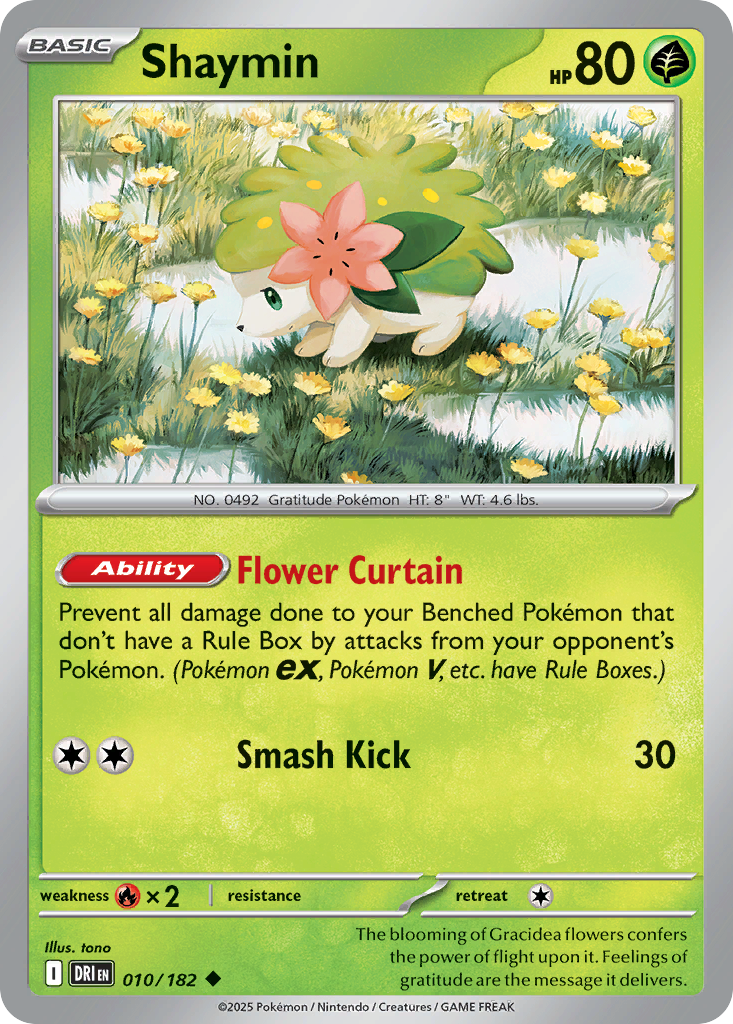 BASIC
Shaymin
HP 80
NO. 0492 Gratitude Pokémon HT: 8" WT: 4.6 lbs.
Ability Flower Curtain
Prevent all damage done to your Benched Pokémon that
don't have a Rule Box by attacks from your opponent's
Pokémon. (Pokémon ex, Pokémon V, etc. have Rule Boxes.)
Smash Kick 30
weakness ×2 resistance retreat
Illus. tono
The blooming of Gracidea flowers confers
the power of flight upon it. Feelings of
gratitude are the message it delivers.
I DRI EN 010/182
©2025 Pokémon / Nintendo / Creatures / GAME FREAK